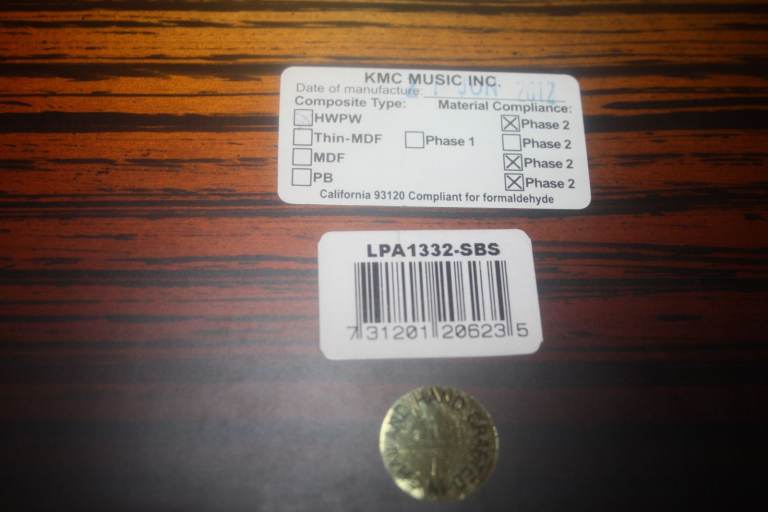 KMC MUSIC INC.
Date of manufacture: JUN 2012
Composite Type: Material Compliance:
HWPW Phase 2
Thin-MDF Phase 1 Phase 2
MDF Phase 2
PB Phase 2
California 93120 Compliant for formaldehyde
LPA1332-SBS
7 31201 20623 5